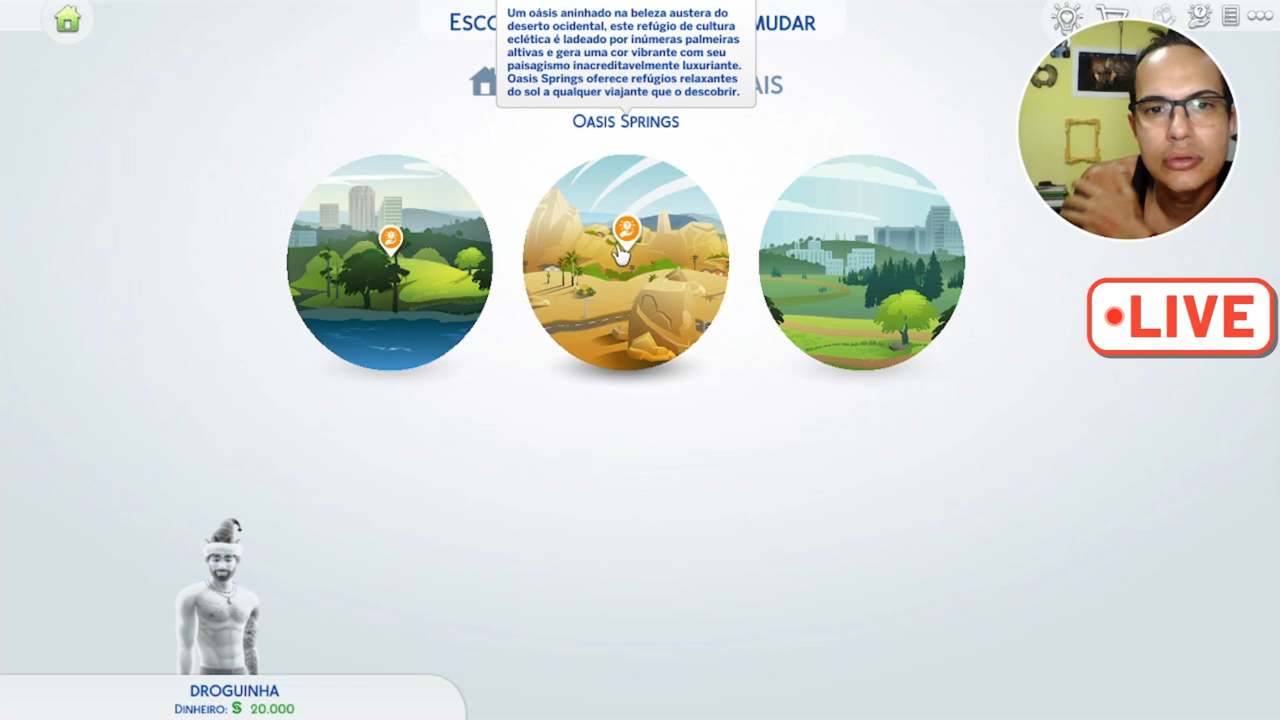 Um oásis aninhado na beleza austera do
deserto ocidental, este refúgio de cultura
eclética é ladeado por inúmeras palmeiras
altivas e gera uma cor vibrante com seu
paisagismo inacreditavelmente luxuriante.
Oasis Springs oferece refúgios relaxantes
do sol a qualquer viajante que o descobrir.
ESCO MUDAR
AIS
OASIS SPRINGS
LIVE
DROGUINHA
DINHEIRO: $ 20.000